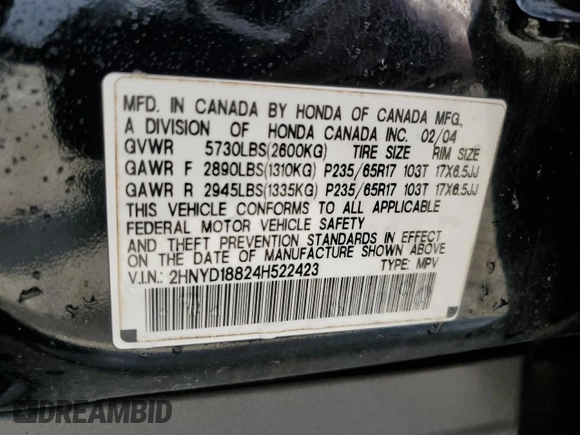 MFD. IN CANADA BY HONDA OF CANADA MFG.,
A DIVISION OF HONDA CANADA INC. 02/04
GVWR 5730LBS(2600KG) TIRE SIZE RIM SIZE
GAWR F 2890LBS(1310KG) P235/65R17 103T 17X6.5JJ
GAWR R 2945LBS(1335KG) P235/65R17 103T 17X6.5JJ
THIS VEHICLE CONFORMS TO ALL APPLICABLE
FEDERAL MOTOR VEHICLE SAFETY
AND THEFT PREVENTION STANDARDS IN EFFECT
ON THE DATE OF MANUFACTURE SHOWN ABOVE
V.I.N.: 2HNYD18824H522423 TYPE: MPV
DREAMBID